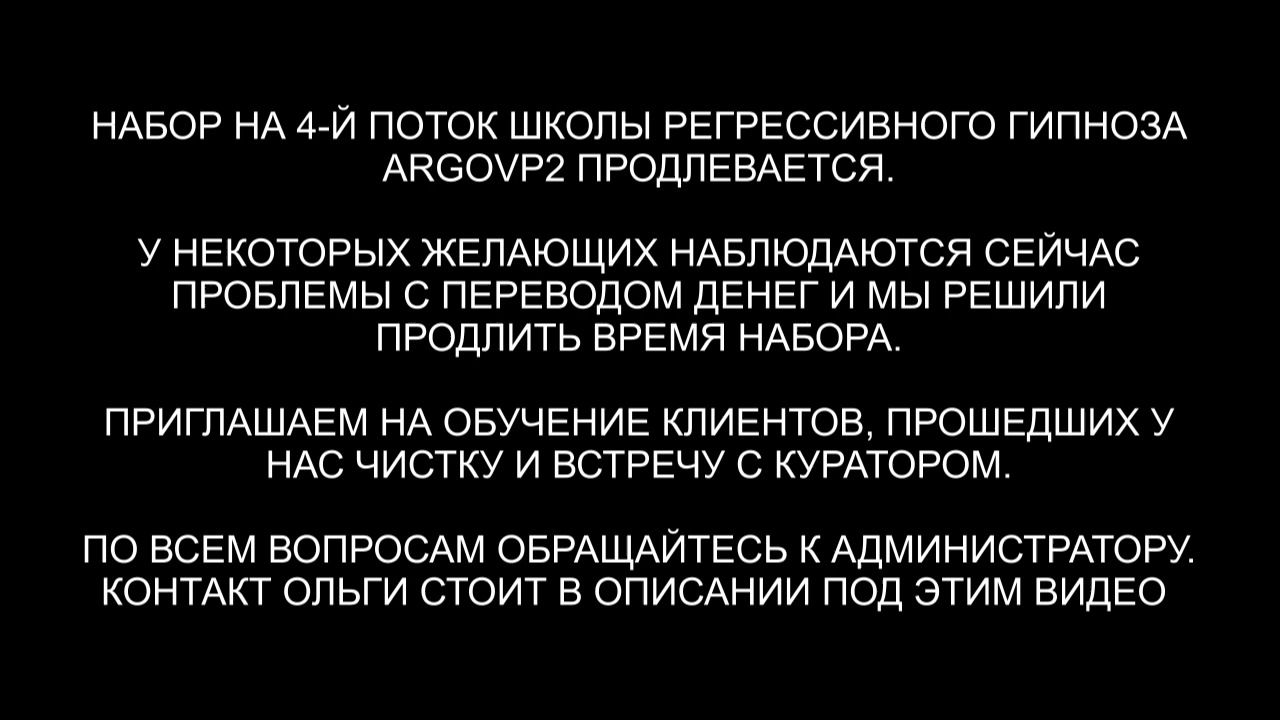 НАБОР НА 4-Й ПОТОК ШКОЛЫ РЕГРЕССИВНОГО ГИПНОЗА
ARGOVP2 ПРОДЛЕВАЕТСЯ.
У НЕКОТОРЫХ ЖЕЛАЮЩИХ НАБЛЮДАЮТСЯ СЕЙЧАС
ПРОБЛЕМЫ С ПЕРЕВОДОМ ДЕНЕГ И МЫ РЕШИЛИ
ПРОДЛИТЬ ВРЕМЯ НАБОРА.
ПРИГЛАШАЕМ НА ОБУЧЕНИЕ КЛИЕНТОВ, ПРОШЕДШИХ У
НАС ЧИСТКУ И ВСТРЕЧУ С КУРАТОРОМ.
ПО ВСЕМ ВОПРОСАМ ОБРАЩАЙТЕСЬ К АДМИНИСТРАТОРУ.
КОНТАКТ ОЛЬГИ СТОИТ В ОПИСАНИИ ПОД ЭТИМ ВИДЕО